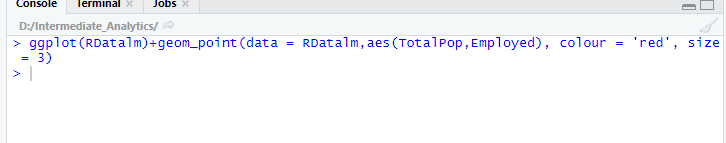 Console Terminal × Jobs ×
D:/Intermediate_Analytics/
> ggplot(RDatalm)+geom_point(data = RDatalm,aes(TotalPop,Employed), colour = 'red', size
= 3)
>